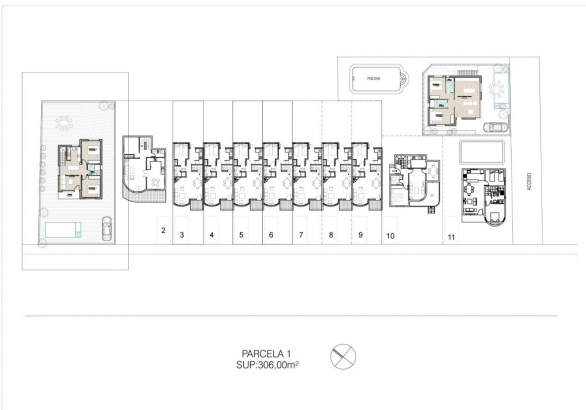 PISCINA
ACCESO
2 3 4 5 6 7 8 9 10 11
PARCELA 1
SUP:306,00m²